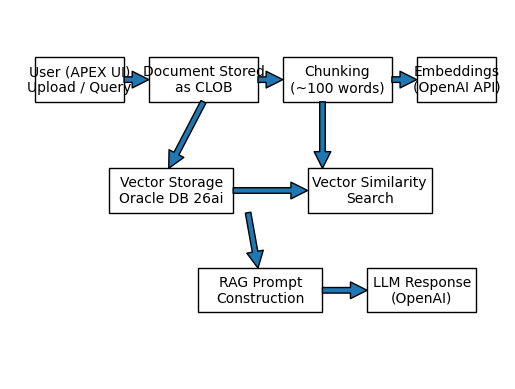 User (APEX UI)
Upload / Query
Document Stored
as CLOB
Chunking
(~100 words)
Embeddings
(OpenAI API)
Vector Storage
Oracle DB 26ai
Vector Similarity
Search
RAG Prompt
Construction
LLM Response
(OpenAI)